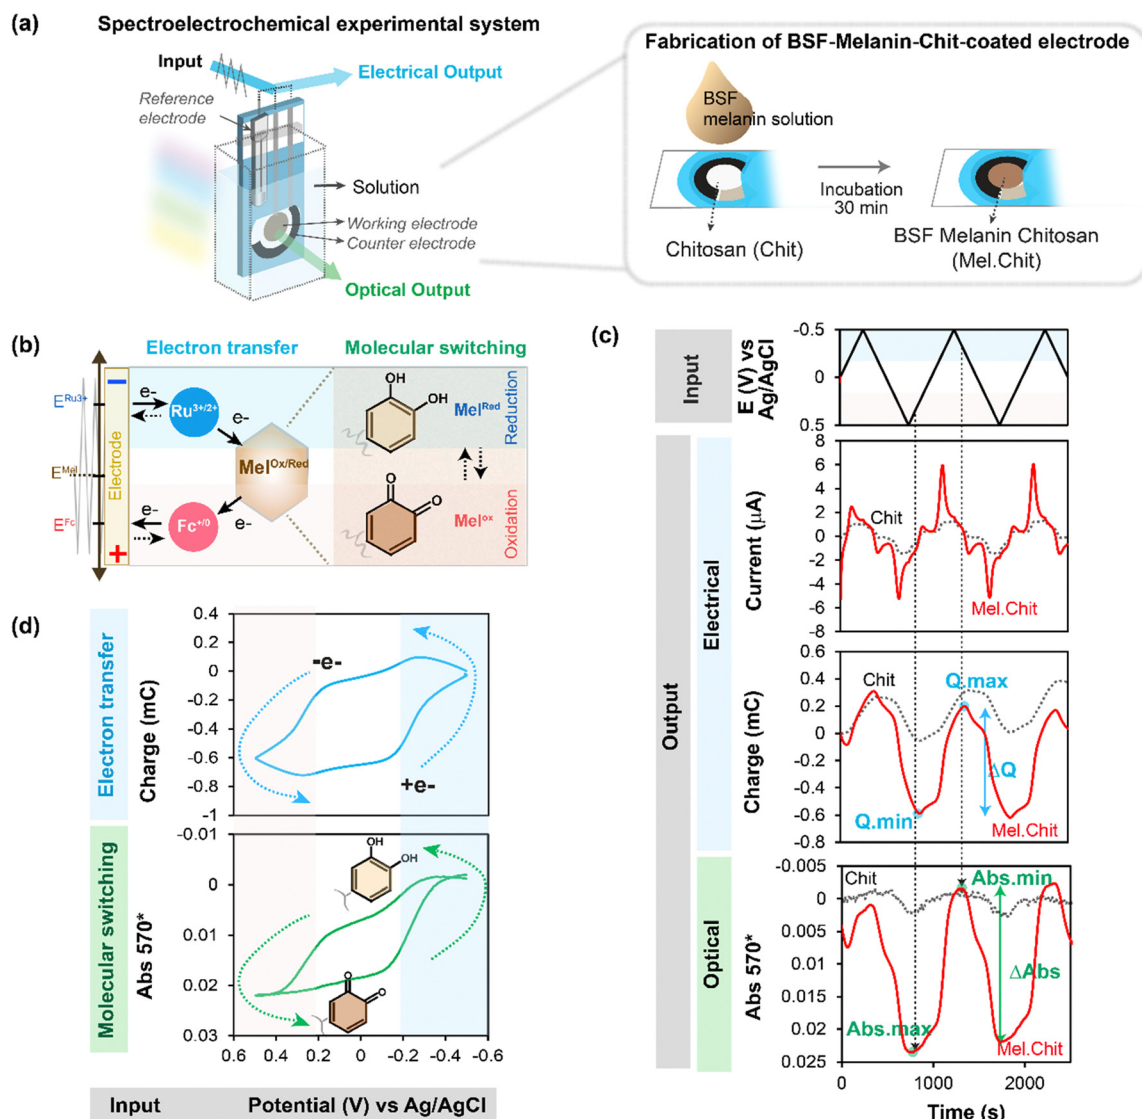 (a)
Spectroelectrochemical experimental system
Input
Electrical Output
Reference
electrode
Solution
Working electrode
Counter electrode
Optical Output
Fabrication of BSF-Melanin-Chit-coated electrode
BSF
melanin solution
Incubation
30 min
Chitosan (Chit)
BSF Melanin Chitosan
(Mel.Chit)
(b)
Electron transfer
Molecular switching
E^Ru3+
E^Mel
E^Fc
Electrode
e-
Ru^3+/2+
e-
Mel^Ox/Red
Fc^+/0
e-
e-
OH
OH
Mel^Red
Reduction
O
O
Mel^ox
Oxidation
(c)
Input
E (V) vs
Ag/AgCl
-0.5
0
0.5
Output
Electrical
Current (µA)
8
6
4
2
0
-2
-4
-6
-8
Chit
Mel.Chit
Charge (mC)
0.6
0.4
0.2
0
-0.2
-0.4
-0.6
-0.8
Chit
Q.max
ΔQ
Q.min
Mel.Chit
Optical
Abs 570*
-0.005
0
0.005
0.01
0.015
0.02
0.025
Chit
Abs.min
ΔAbs
Abs.max
Mel.Chit
0
1000
2000
Time (s)
(d)
Electron transfer
Charge (mC)
0.4
0.2
0
-0.2
-0.4
-0.6
-0.8
-1
-e-
+e-
Molecular switching
Abs 570*
-0.01
0
0.01
0.02
0.03
OH
OH
O
O
0.6
0.4
0.2
0
-0.2
-0.4
-0.6
Input
Potential (V) vs Ag/AgCl